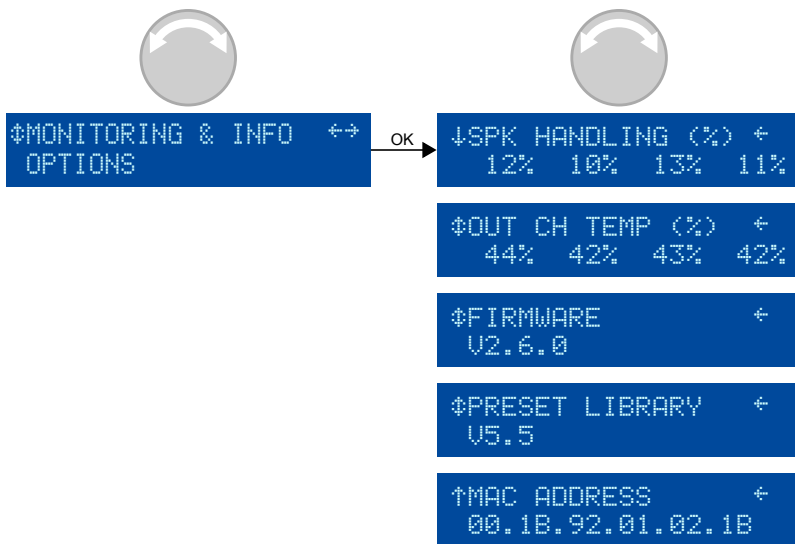 ↕MONITORING & INFO ←→
OPTIONS
OK
↓SPK HANDLING (%) ←
12% 10% 13% 11%
↕OUT CH TEMP (%) ←
44% 42% 43% 42%
↕FIRMWARE ←
V2.6.0
↕PRESET LIBRARY ←
V5.5
↑MAC ADDRESS ←
00.1B.92.01.02.1B